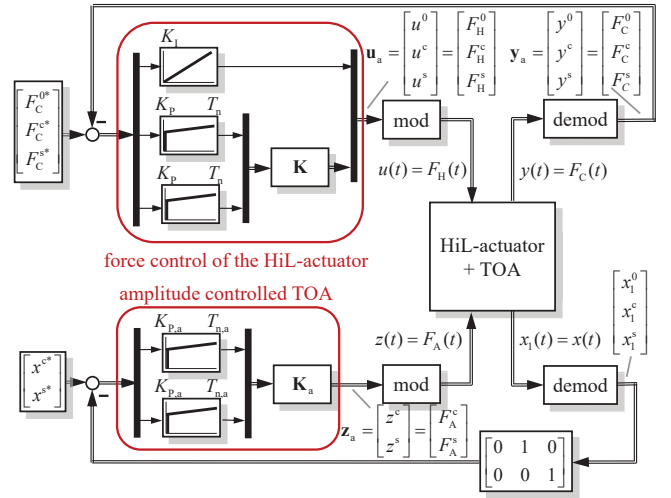 K_I
u_a = [u^0 u^c u^s] = [F_H^0 F_H^c F_H^s]
y_a = [y^0 y^c y^s] = [F_C^0 F_C^c F_C^s]
[F_C^0* F_C^c* F_C^s*]
−
K_P T_n
mod
demod
K
K_P T_n
u(t) = F_H(t)
y(t) = F_C(t)
HiL-actuator
+ TOA
force control of the HiL-actuator
amplitude controlled TOA
[x_1^0 x_1^c x_1^s]
K_P,a T_n,a
z(t) = F_A(t)
x_1(t) = x(t)
[x^c* x^s*]
−
K_P,a T_n,a
K_a
mod
demod
z_a = [z^c z^s] = [F_A^c F_A^s]
[0 1 0
0 0 1]